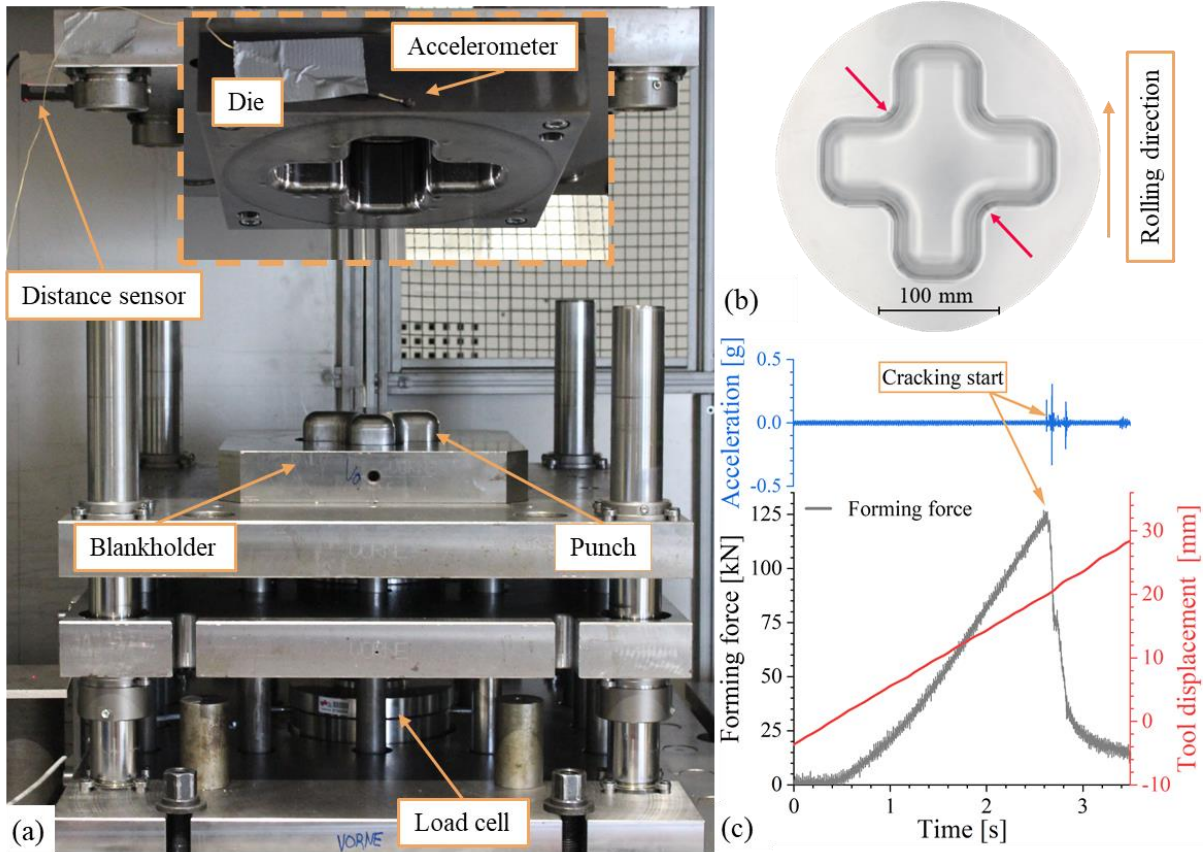 Accelerometer
Die
Distance sensor
Vo
Blankholder
Punch
Load cell
VORNE
(a)
Rolling direction
100 mm
(b)
Acceleration [g]
0.5
0.0
-0.5
Cracking start
Forming force [kN]
125
100
75
50
25
0
Forming force
Tool displacement [mm]
30
20
10
0
-10
0
1
2
3
Time [s]
(c)